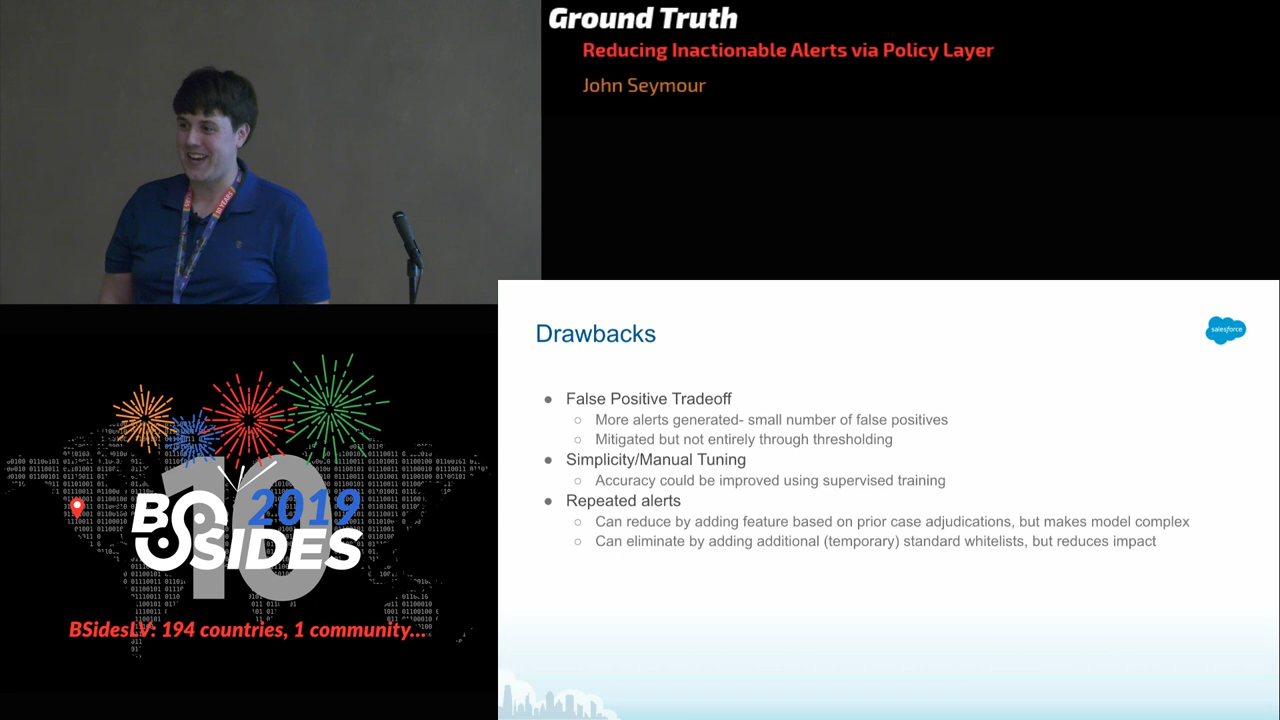 Ground Truth
Reducing Inactionable Alerts via Policy Layer
John Seymour
Drawbacks
salesforce
● False Positive Tradeoff
○ More alerts generated- small number of false positives
○ Mitigated but not entirely through thresholding
● Simplicity/Manual Tuning
○ Accuracy could be improved using supervised training
● Repeated alerts
○ Can reduce by adding feature based on prior case adjudications, but makes model complex
○ Can eliminate by adding additional (temporary) standard whitelists, but reduces impact
10
2019
BSIDES
BSidesLV: 194 countries, 1 community...